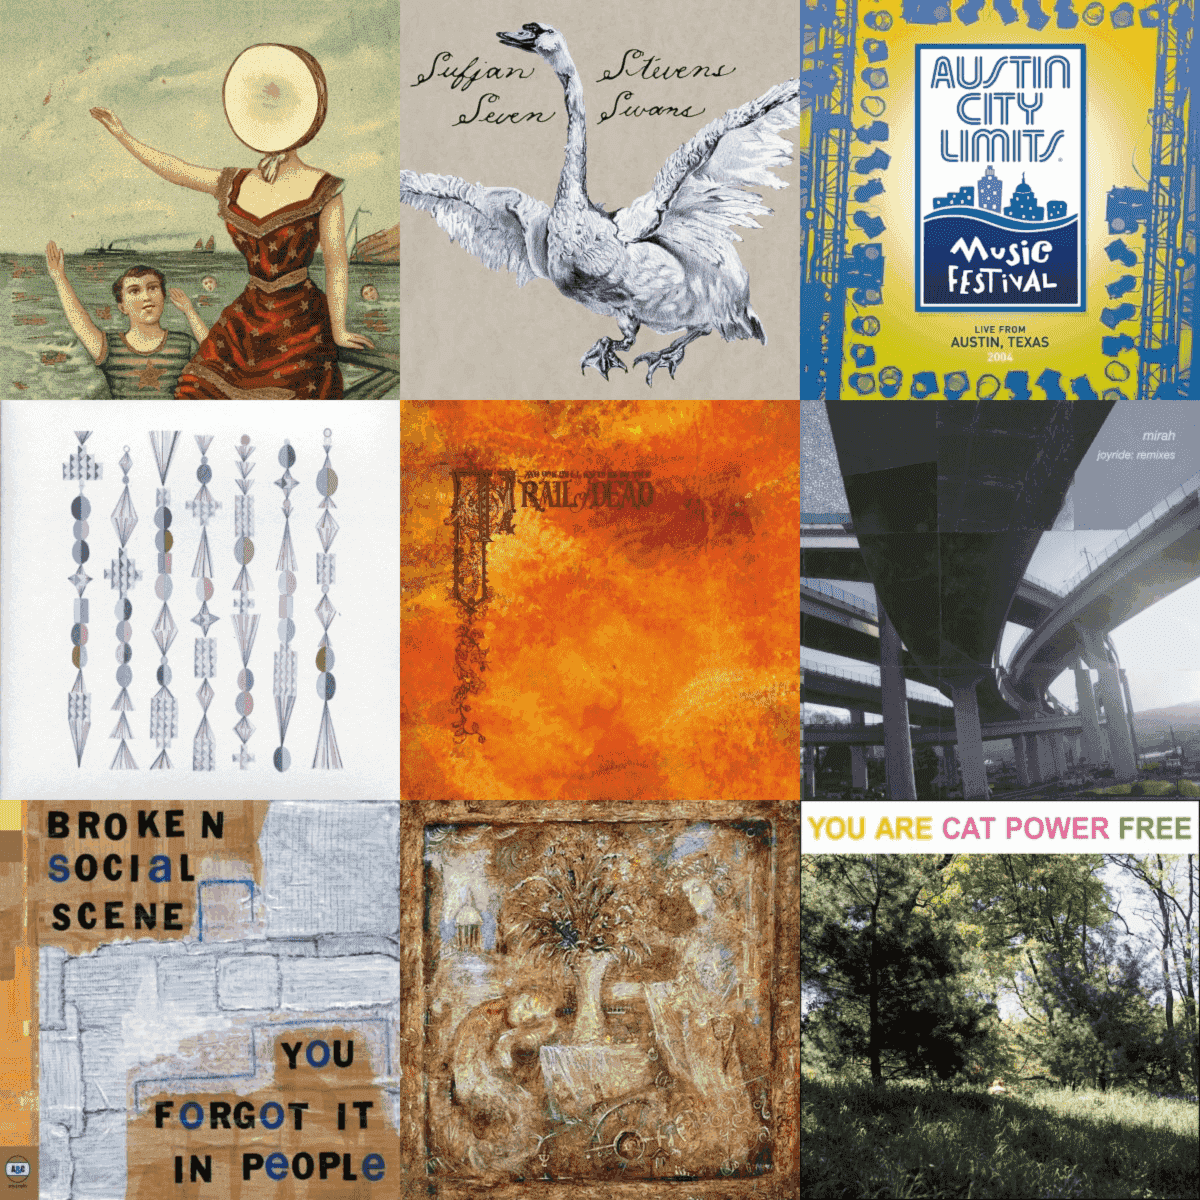 Sufjan Stevens
Seven Swans
AUSTIN
CITY
LIMITS
MUSIC
FESTIVAL
LIVE FROM
AUSTIN, TEXAS
2004
TRAIL of DEAD
mirah
joyride: remixes
BROKEN
SOCIAL
SCENE
YOU
FORGOT IT
IN PEOPLe
A&C
YOU ARE CAT POWER FREE